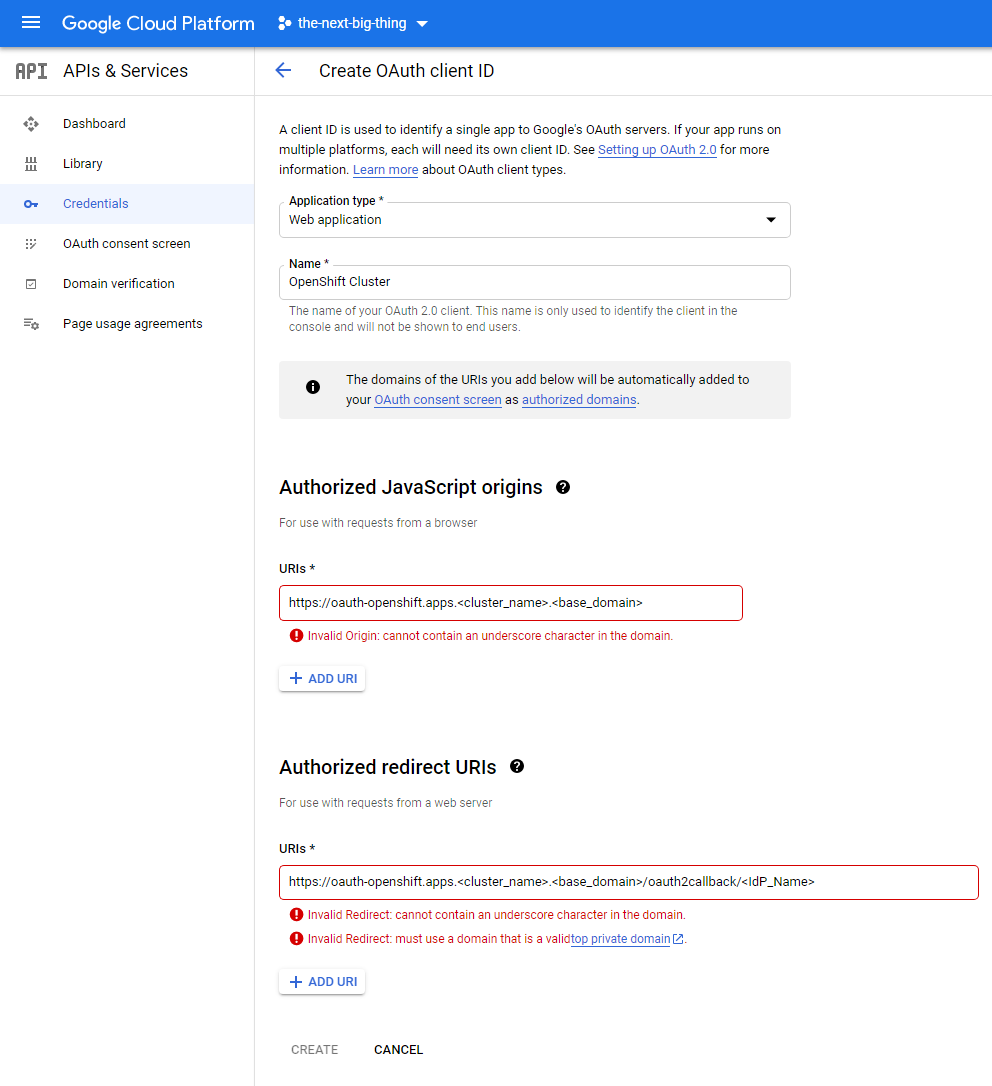 Google Cloud Platform the-next-big-thing
API APIs & Services
Create OAuth client ID
Dashboard
Library
Credentials
OAuth consent screen
Domain verification
Page usage agreements
A client ID is used to identify a single app to Google's OAuth servers. If your app runs on
multiple platforms, each will need its own client ID. See Setting up OAuth 2.0 for more
information. Learn more about OAuth client types.
Application type *
Web application
Name *
OpenShift Cluster
The name of your OAuth 2.0 client. This name is only used to identify the client in the
console and will not be shown to end users.
The domains of the URIs you add below will be automatically added to
your OAuth consent screen as authorized domains.
Authorized JavaScript origins
For use with requests from a browser
URIs *
https://oauth-openshift.apps.<cluster_name>.<base_domain>
Invalid Origin: cannot contain an underscore character in the domain.
ADD URI
Authorized redirect URIs
For use with requests from a web server
URIs *
https://oauth-openshift.apps.<cluster_name>.<base_domain>/oauth2callback/<IdP_Name>
Invalid Redirect: cannot contain an underscore character in the domain.
Invalid Redirect: must use a domain that is a validtop private domain.
ADD URI
CREATE CANCEL